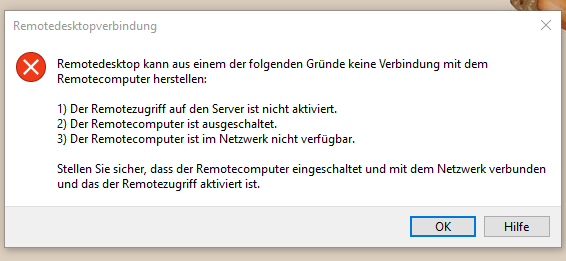 Remotedesktopverbindung
Remotedesktop kann aus einem der folgenden Gründe keine Verbindung mit dem
Remotecomputer herstellen:
1) Der Remotezugriff auf den Server ist nicht aktiviert.
2) Der Remotecomputer ist ausgeschaltet.
3) Der Remotecomputer ist im Netzwerk nicht verfügbar.
Stellen Sie sicher, dass der Remotecomputer eingeschaltet und mit dem Netzwerk verbunden
und das der Remotezugriff aktiviert ist.
OK
Hilfe